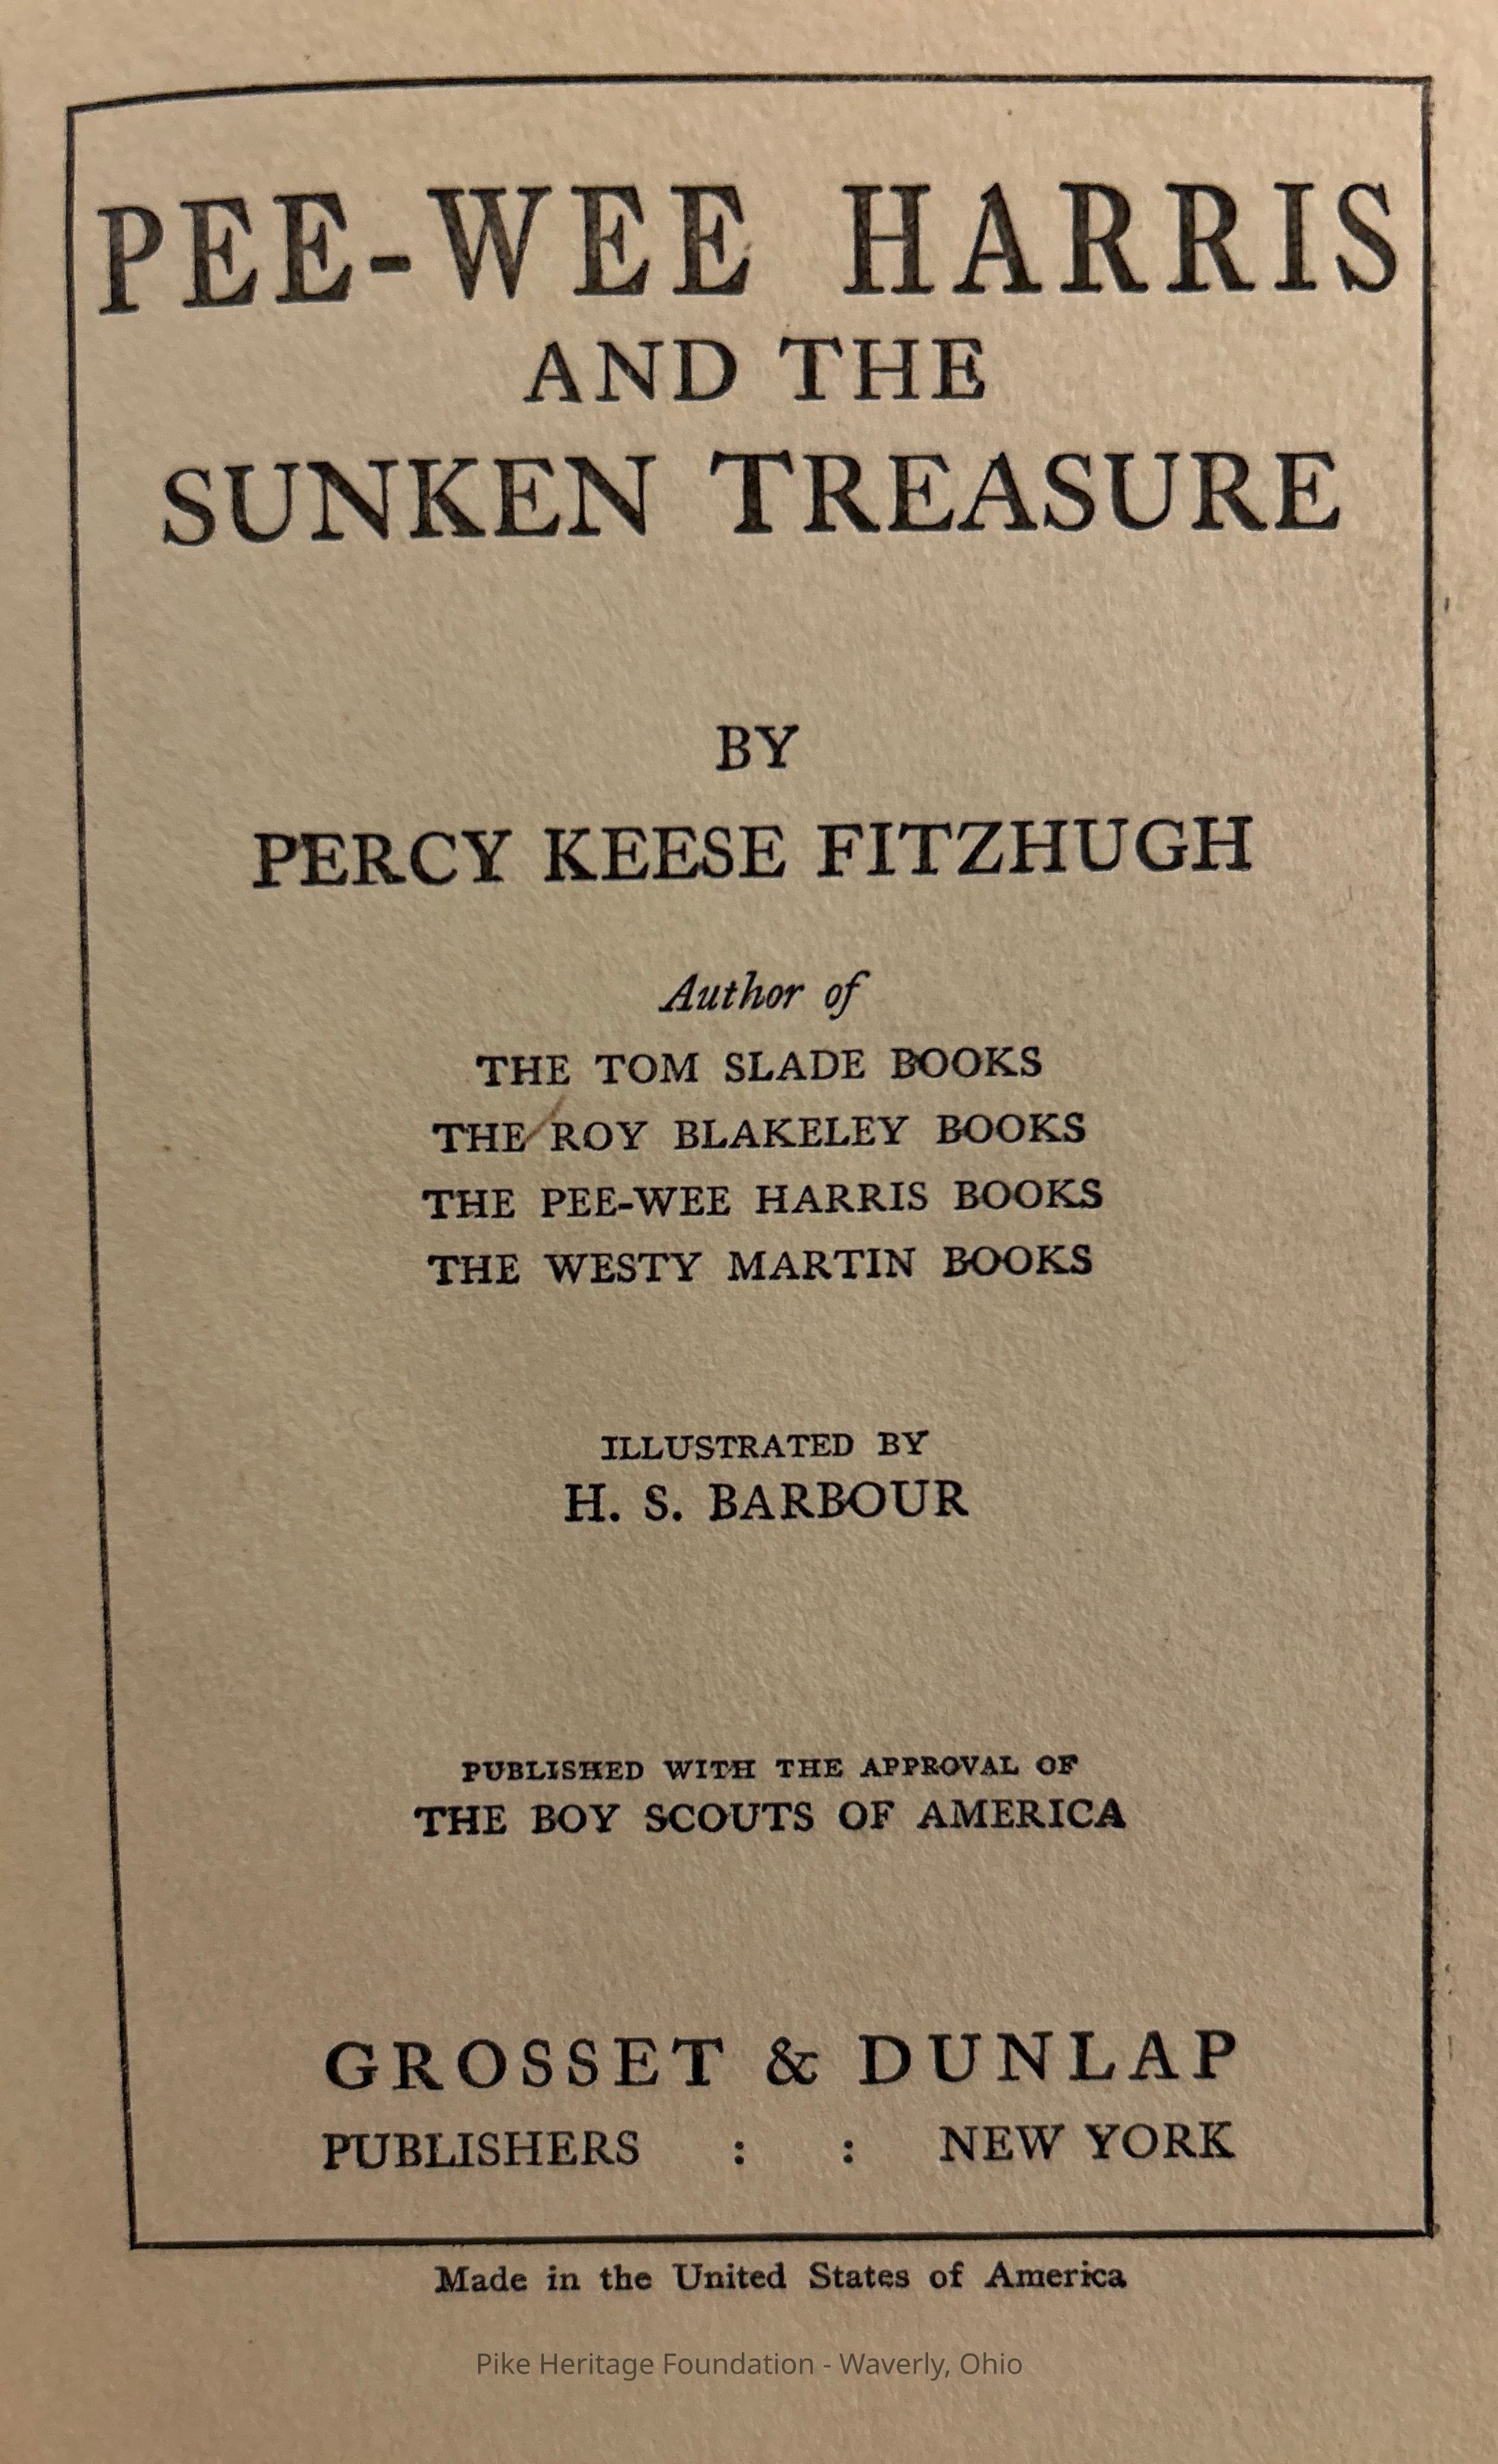 PEE-WEE HARRIS
AND THE
SUNKEN TREASURE
BY
PERCY KEESE FITZHUGH
Author of
THE TOM SLADE BOOKS
THE ROY BLAKELEY BOOKS
THE PEE-WEE HARRIS BOOKS
THE WESTY MARTIN BOOKS
ILLUSTRATED BY
H. S. BARBOUR
PUBLISHED WITH THE APPROVAL OF
THE BOY SCOUTS OF AMERICA
GROSSET & DUNLAP
PUBLISHERS : : NEW YORK
Made in the United States of America
Pike Heritage Foundation - Waverly, Ohio